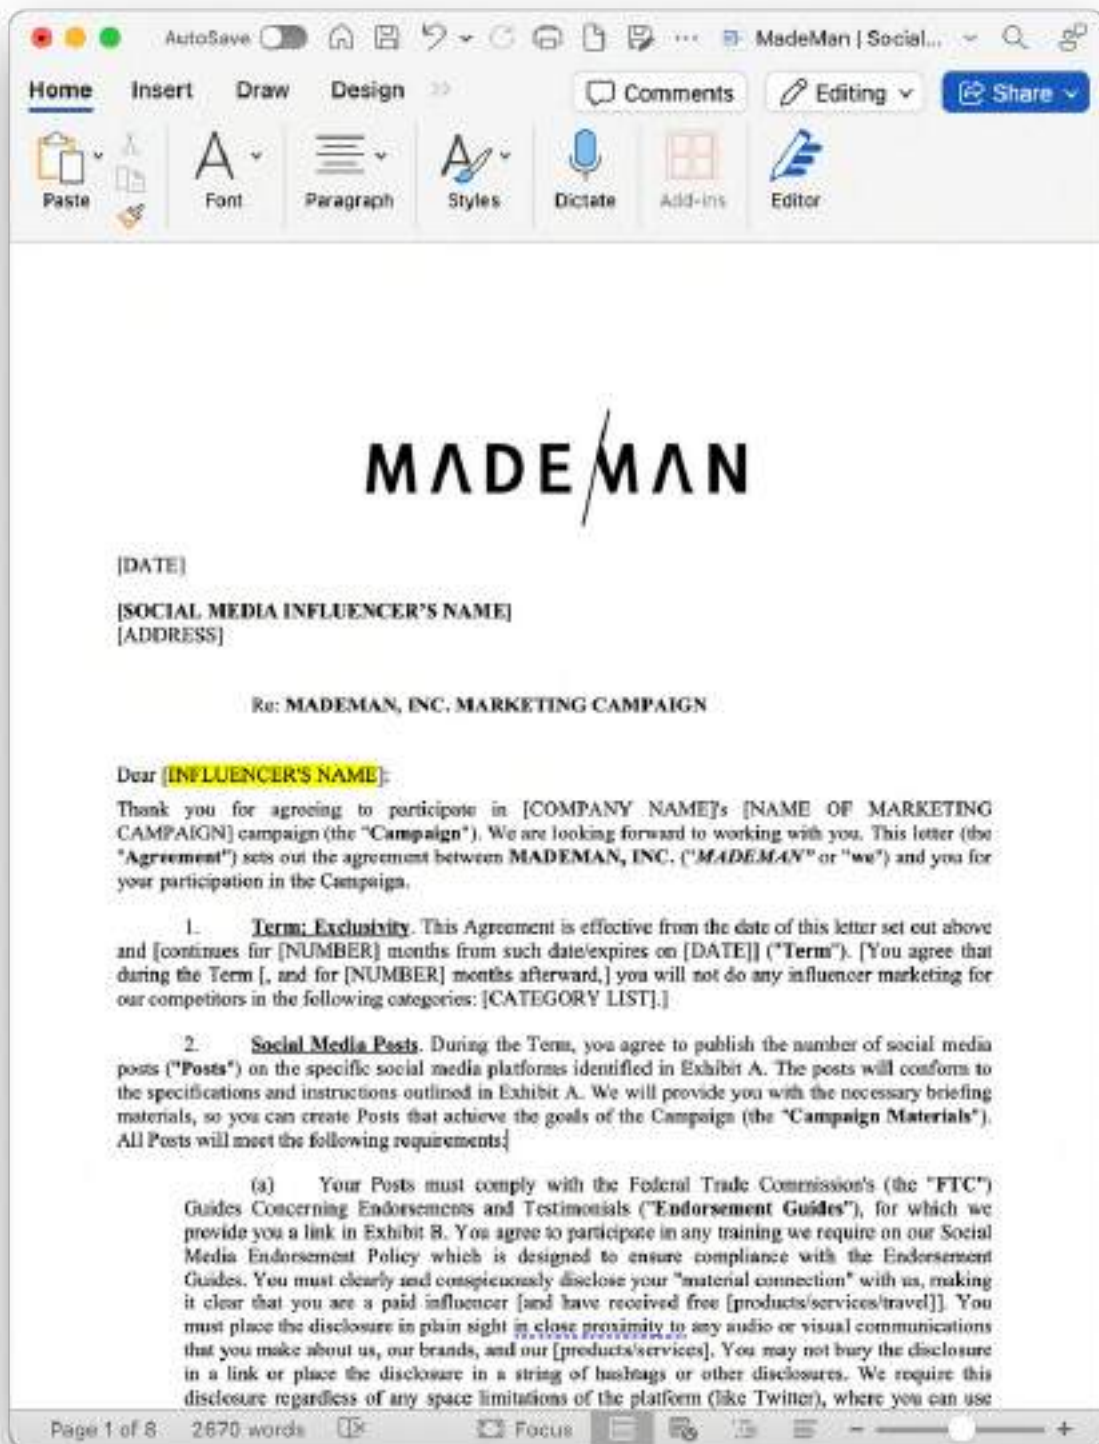 AutoSave MadeMan | Social...
Home Insert Draw Design Comments Editing Share
Paste Font Paragraph Styles Dictate Add-ins Editor
MADEMAN
[DATE]
[SOCIAL MEDIA INFLUENCER'S NAME]
[ADDRESS]
Re: MADEMAN, INC. MARKETING CAMPAIGN
Dear [INFLUENCER'S NAME]:
Thank you for agreeing to participate in [COMPANY NAME]'s [NAME OF MARKETING
CAMPAIGN] campaign (the "Campaign"). We are looking forward to working with you. This letter (the
"Agreement") sets out the agreement between MADEMAN, INC. ("MADEMAN" or "we") and you for
your participation in the Campaign.
1. Term; Exclusivity. This Agreement is effective from the date of this letter set out above
and [continues for [NUMBER] months from such date/expires on [DATE]] ("Term"). [You agree that
during the Term [, and for [NUMBER] months afterward,] you will not do any influencer marketing for
our competitors in the following categories: [CATEGORY LIST].]
2. Social Media Posts. During the Term, you agree to publish the number of social media
posts ("Posts") on the specific social media platforms identified in Exhibit A. The posts will conform to
the specifications and instructions outlined in Exhibit A. We will provide you with the necessary briefing
materials, so you can create Posts that achieve the goals of the Campaign (the "Campaign Materials").
All Posts will meet the following requirements:
(a) Your Posts must comply with the Federal Trade Commission's (the "FTC")
Guides Concerning Endorsements and Testimonials ("Endorsement Guides"), for which we
provide you a link in Exhibit B. You agree to participate in any training we require on our Social
Media Endorsement Policy which is designed to ensure compliance with the Endorsement
Guides. You must clearly and conspicuously disclose your "material connection" with us, making
it clear that you are a paid influencer [and have received free [products/services/travel]]. You
must place the disclosure in plain sight in close proximity to any audio or visual communications
that you make about us, our brands, and our [products/services]. You may not bury the disclosure
in a link or place the disclosure in a string of hashtags or other disclosures. We require this
disclosure regardless of any space limitations of the platform (like Twitter), where you can use
Page 1 of 8 2670 words Focus